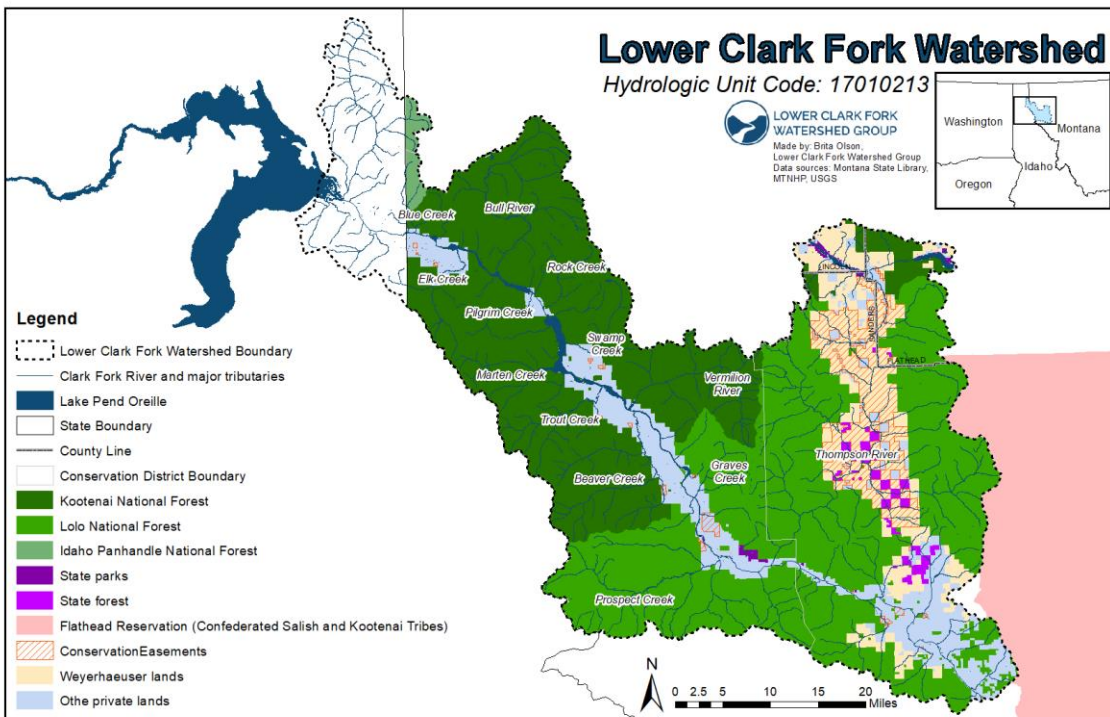 Lower Clark Fork Watershed
Hydrologic Unit Code: 17010213
LOWER CLARK FORK
WATERSHED GROUP
Made by: Brita Olson,
Lower Clark Fork Watershed Group
Data sources: Montana State Library,
MTNHP, USGS
Washington
Montana
Idaho
Oregon
Blue Creek
Bull River
Elk Creek
Rock Creek
Pilgrim Creek
Swamp
Creek
Marten Creek
Vermilion
River
Trout Creek
Graves
Creek
Beaver Creek
Prospect Creek
Thompson River
LINCOLN
SANDERS
FLATHEAD
Legend
Lower Clark Fork Watershed Boundary
Clark Fork River and major tributaries
Lake Pend Oreille
State Boundary
County Line
Conservation District Boundary
Kootenai National Forest
Lolo National Forest
Idaho Panhandle National Forest
State parks
State forest
Flathead Reservation (Confederated Salish and Kootenai Tribes)
ConservationEasements
Weyerhaeuser lands
Othe private lands
N
0 2.5 5 10 15 20
Miles